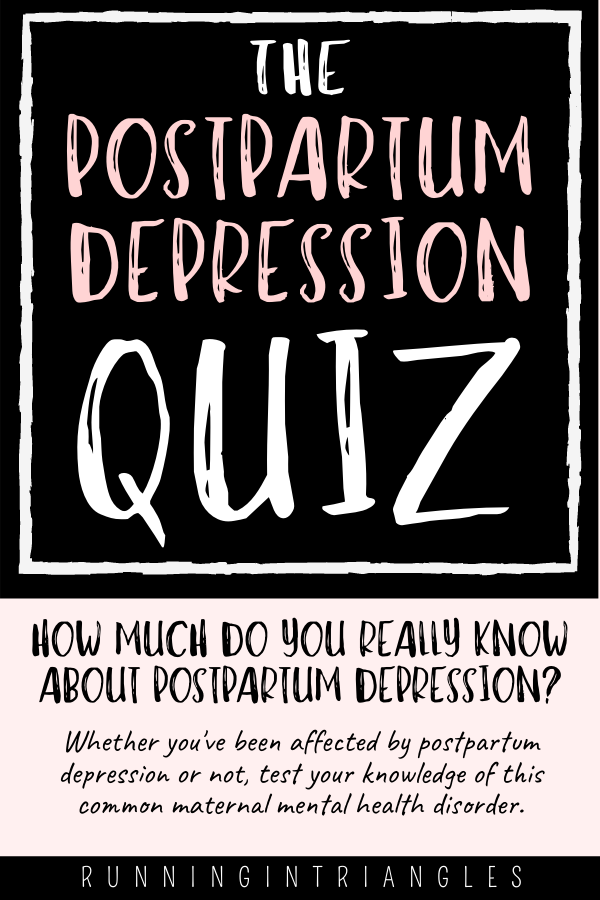 THE
POSTPARTUM
DEPRESSION
QUIZ
HOW MUCH DO YOU REALLY KNOW
ABOUT POSTPARTUM DEPRESSION?
Whether you've been affected by postpartum
depression or not, test your knowledge of this
common maternal mental health disorder.
RUNNINGINTRIANGLES